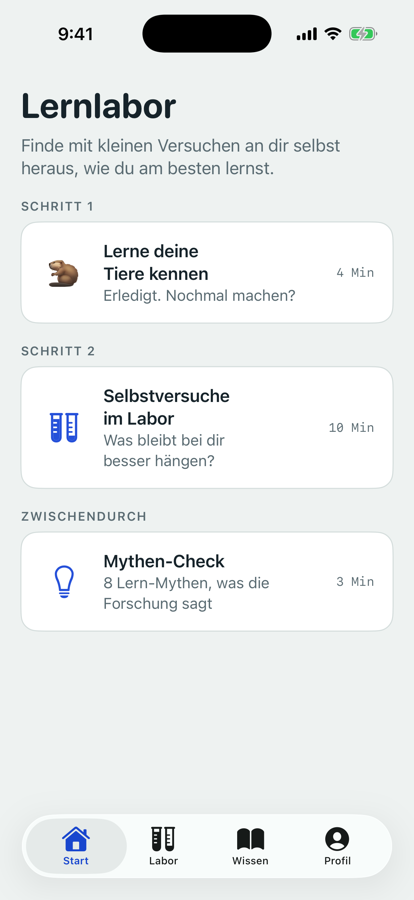 9:41
Lernlabor
Finde mit kleinen Versuchen an dir selbst
heraus, wie du am besten lernst.
SCHRITT 1
Lerne deine
Tiere kennen
Erledigt. Nochmal machen?
4 Min
SCHRITT 2
Selbstversuche
im Labor
Was bleibt bei dir
besser hängen?
10 Min
ZWISCHENDURCH
Mythen-Check
8 Lern-Mythen, was die
Forschung sagt
3 Min
Start
Labor
Wissen
Profil